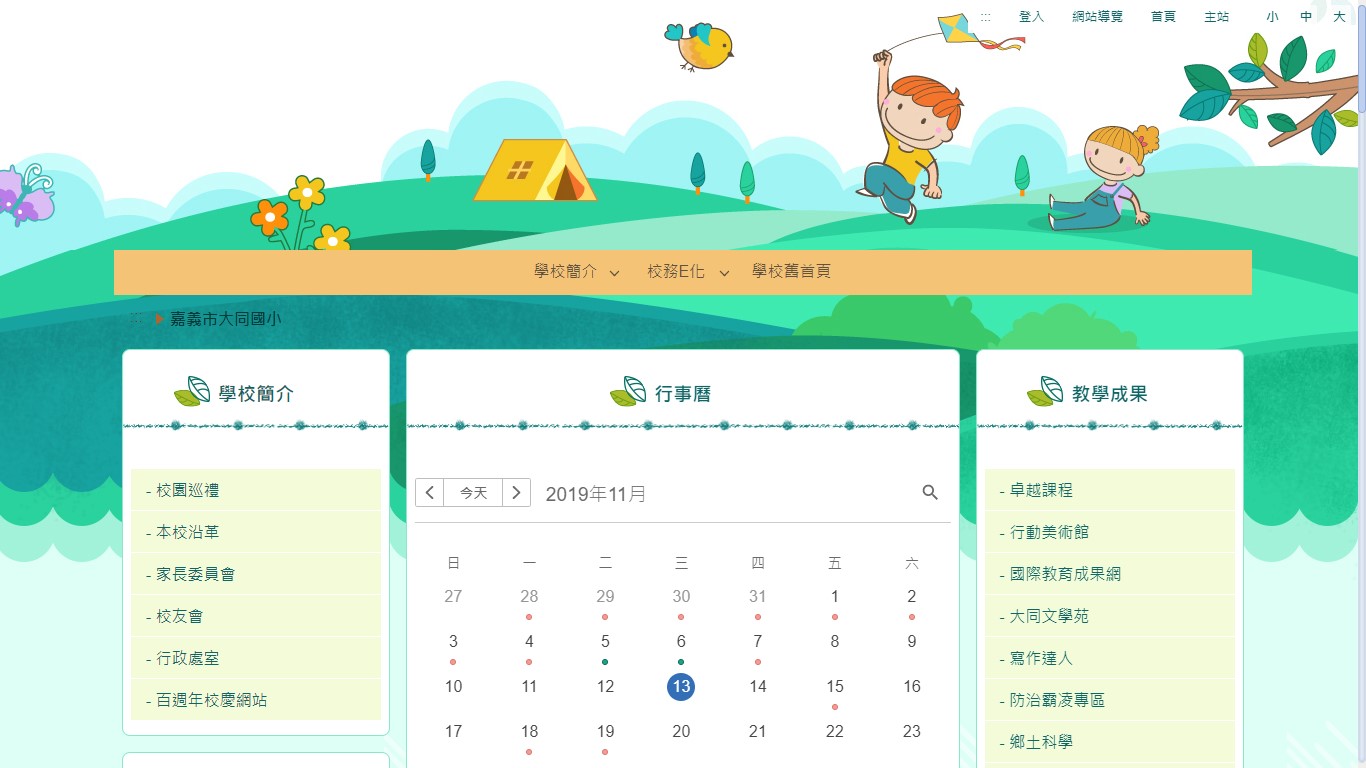 :::
登入 網站導覽 首頁 主站 小 中 大
學校簡介 校務E化 學校舊首頁
::: 嘉義市大同國小
學校簡介
- 校園巡禮
- 本校沿革
- 家長委員會
- 校友會
- 行政處室
- 百週年校慶網站
行事曆
今天 2019年11月
日 一 二 三 四 五 六
27 28 29 30 31 1 2
3 4 5 6 7 8 9
10 11 12 13 14 15 16
17 18 19 20 21 22 23
教學成果
- 卓越課程
- 行動美術館
- 國際教育成果網
- 大同文學苑
- 寫作達人
- 防治霸凌專區
- 鄉土科學